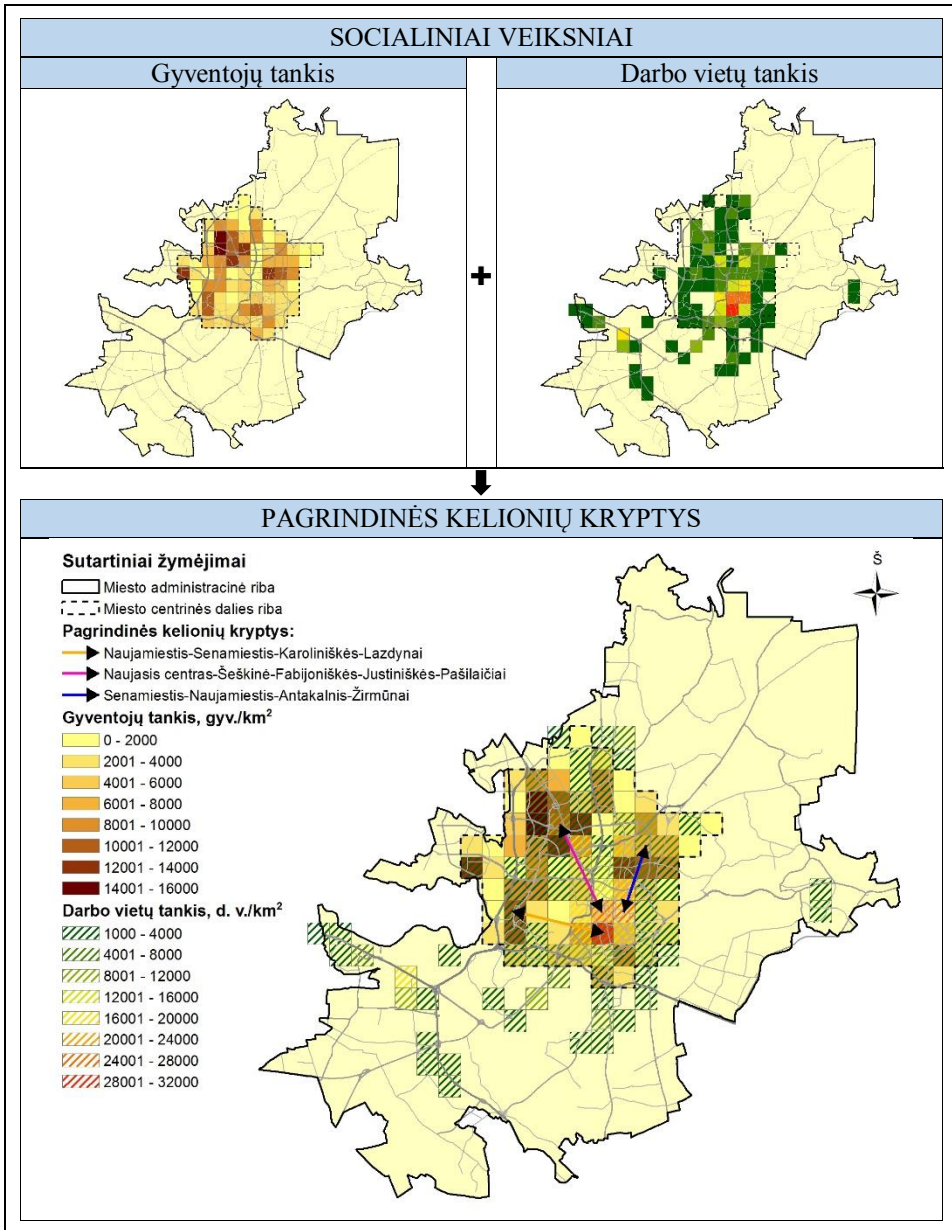 SOCIALINIAI VEIKSNIAI
Gyventojų tankis
Darbo vietų tankis
+
PAGRINDINĖS KELIONIŲ KRYPTYS
Sutartiniai žymėjimai
Miesto administracinė riba
Miesto centrinės dalies riba
Pagrindinės kelionių kryptys:
Naujamiestis-Senamiestis-Karoliniškės-Lazdynai
Naujasis centras-Šeškinė-Fabijoniškės-Justiniškės-Pašilaičiai
Senamiestis-Naujamiestis-Antakalnis-Žirmūnai
Gyventojų tankis, gyv./km²
0 - 2000
2001 - 4000
4001 - 6000
6001 - 8000
8001 - 10000
10001 - 12000
12001 - 14000
14001 - 16000
Darbo vietų tankis, d. v./km²
1000 - 4000
4001 - 8000
8001 - 12000
12001 - 16000
16001 - 20000
20001 - 24000
24001 - 28000
28001 - 32000
Š